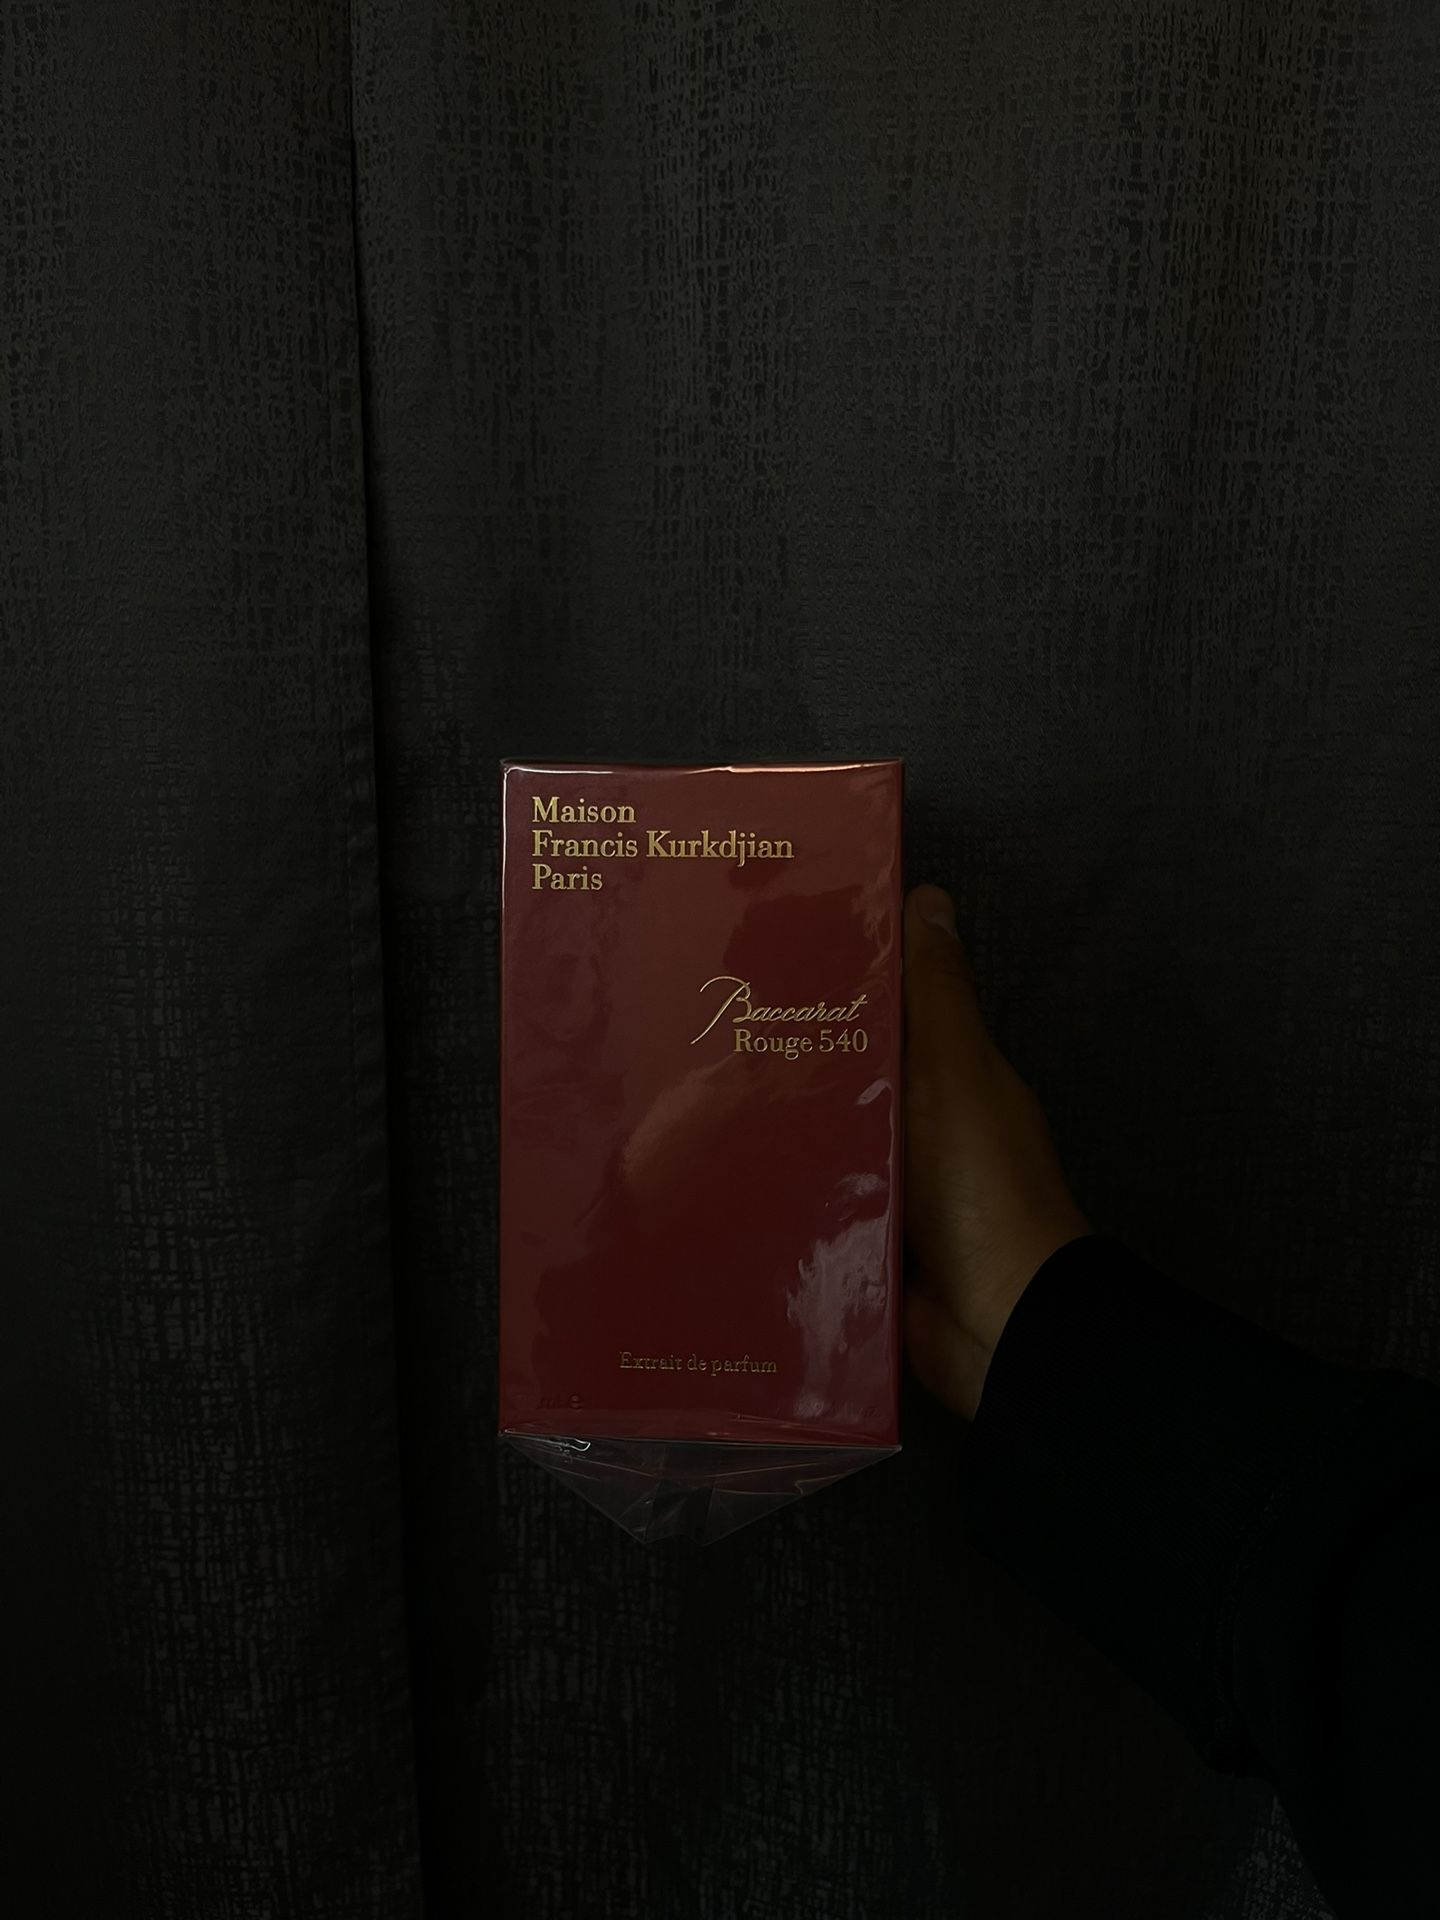 Maison
Francis Kurkdjian
Paris
Baccarat
Rouge 540
Extrait de parfum